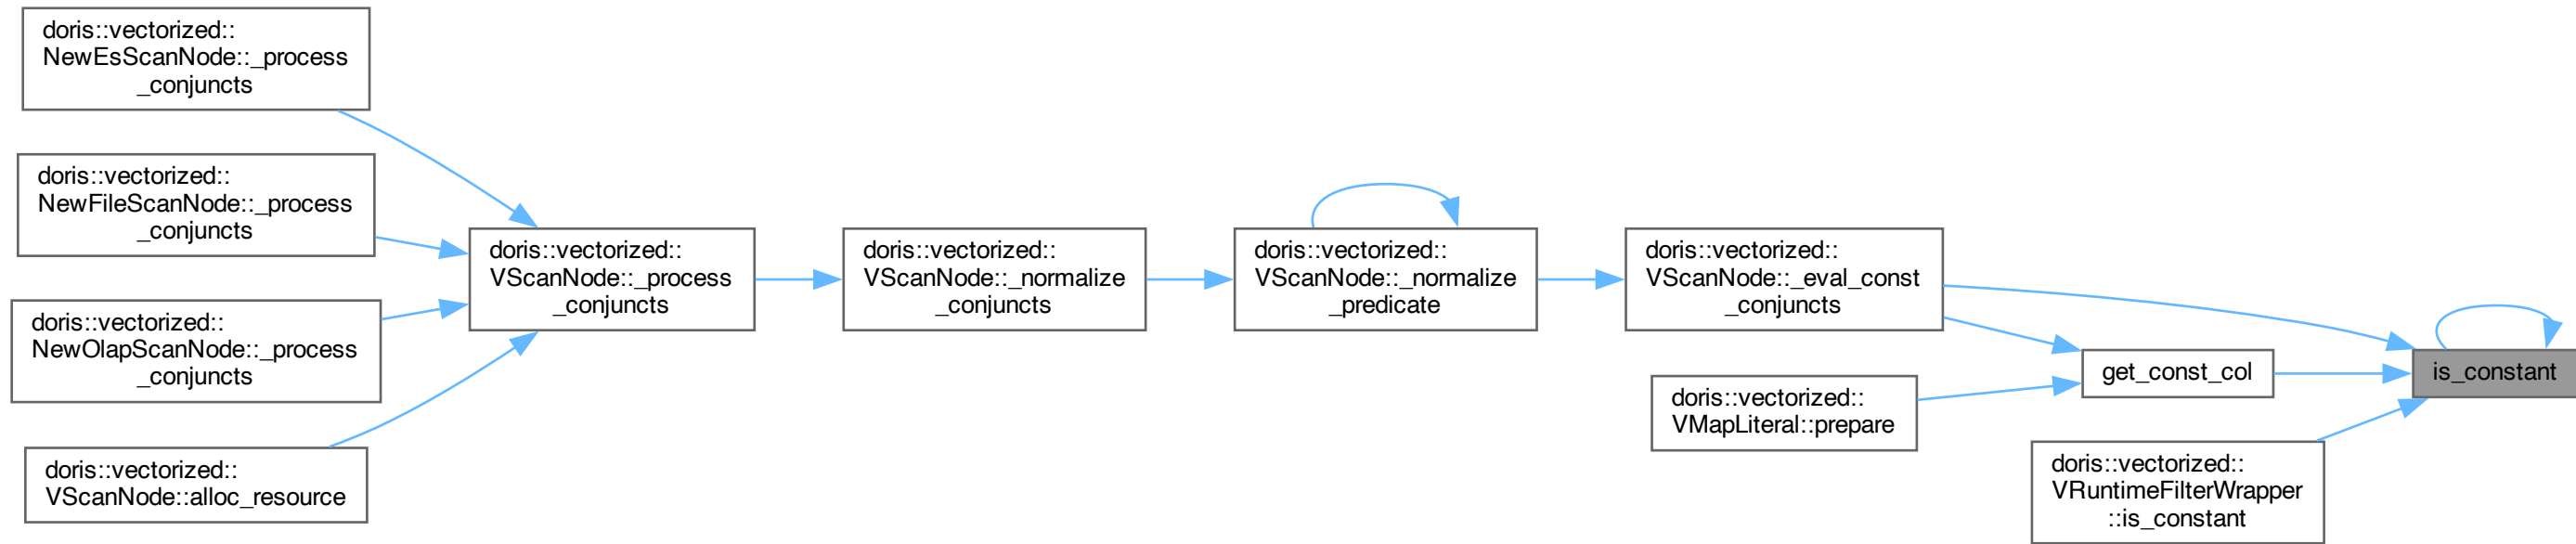 doris::vectorized::
NewEsScanNode::_process
_conjuncts
doris::vectorized::
NewFileScanNode::_process
_conjuncts
doris::vectorized::
NewOlapScanNode::_process
_conjuncts
doris::vectorized::
VScanNode::alloc_resource
doris::vectorized::
VScanNode::_process
_conjuncts
doris::vectorized::
VScanNode::_normalize
_conjuncts
doris::vectorized::
VScanNode::_normalize
_predicate
doris::vectorized::
VScanNode::_eval_const
_conjuncts
doris::vectorized::
VMapLiteral::prepare
get_const_col
doris::vectorized::
VRuntimeFilterWrapper
::is_constant
is_constant